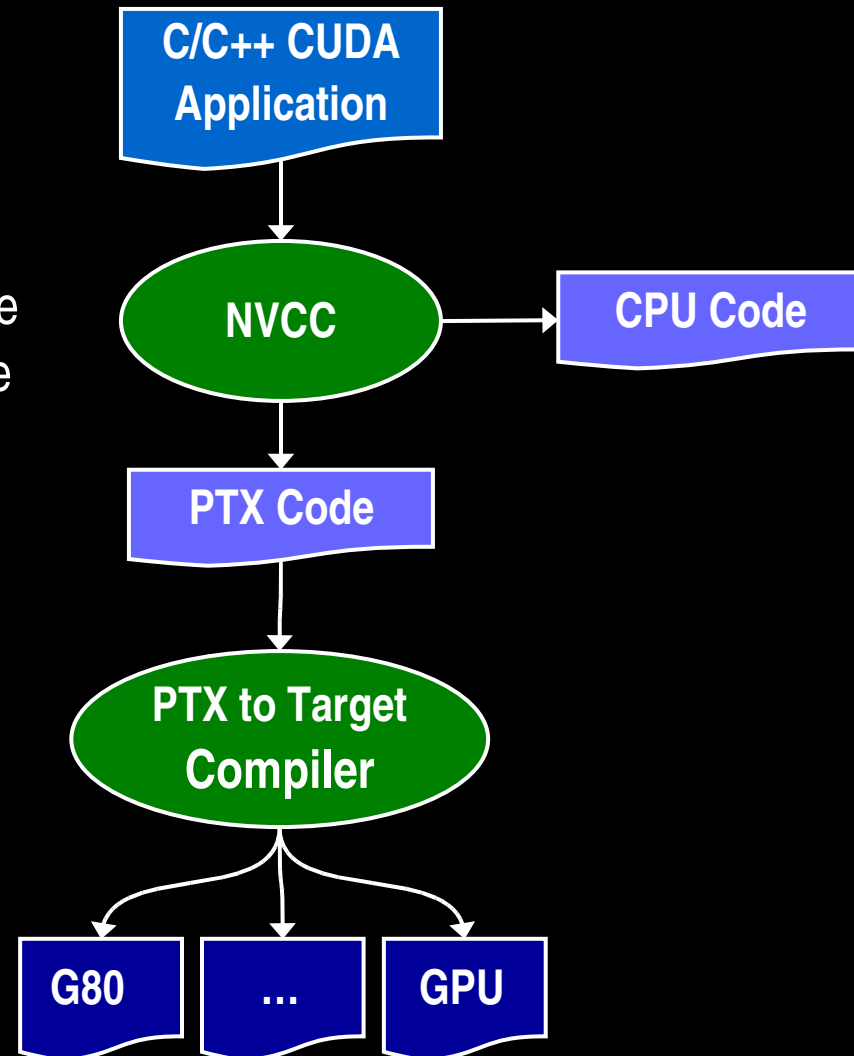 C/C++ CUDA
Application
NVCC
CPU Code
e
e
PTX Code
PTX to Target
Compiler
G80
...
GPU